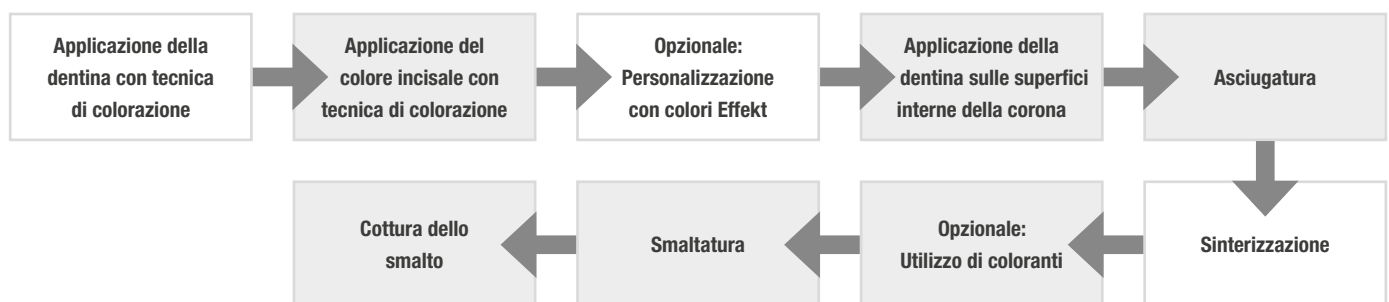 Applicazione della
dentina con tecnica
di colorazione
Applicazione del
colore incisale con
tecnica di colorazione
Opzionale:
Personalizzazione
con colori Effekt
Applicazione della
dentina sulle superfici
interne della corona
Asciugatura
Sinterizzazione
Opzionale:
Utilizzo di coloranti
Smaltatura
Cottura dello
smalto